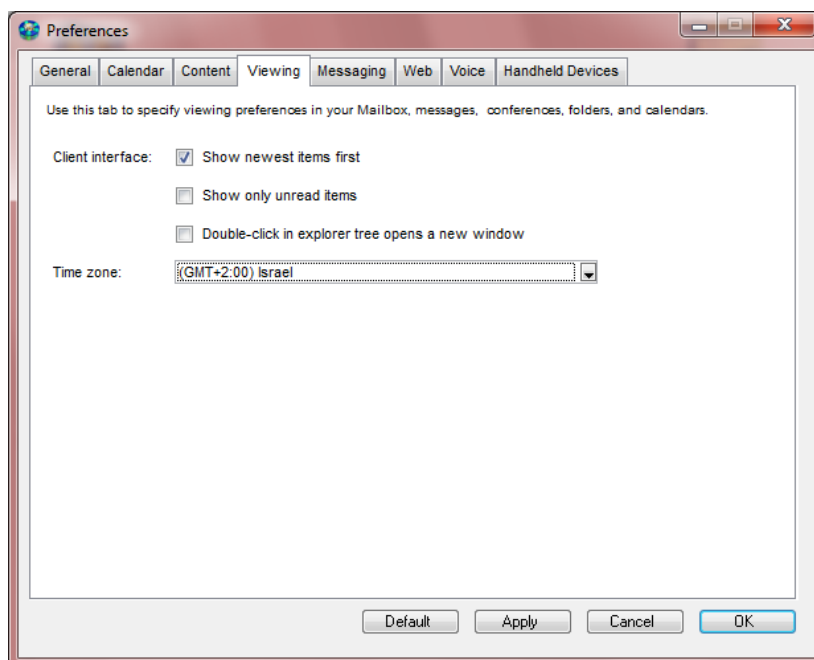 Preferences
General Calendar Content Viewing Messaging Web Voice Handheld Devices
Use this tab to specify viewing preferences in your Mailbox, messages, conferences, folders, and calendars.
Client interface: Show newest items first
Show only unread items
Double-click in explorer tree opens a new window
Time zone: (GMT+2:00) Israel
Default Apply Cancel OK